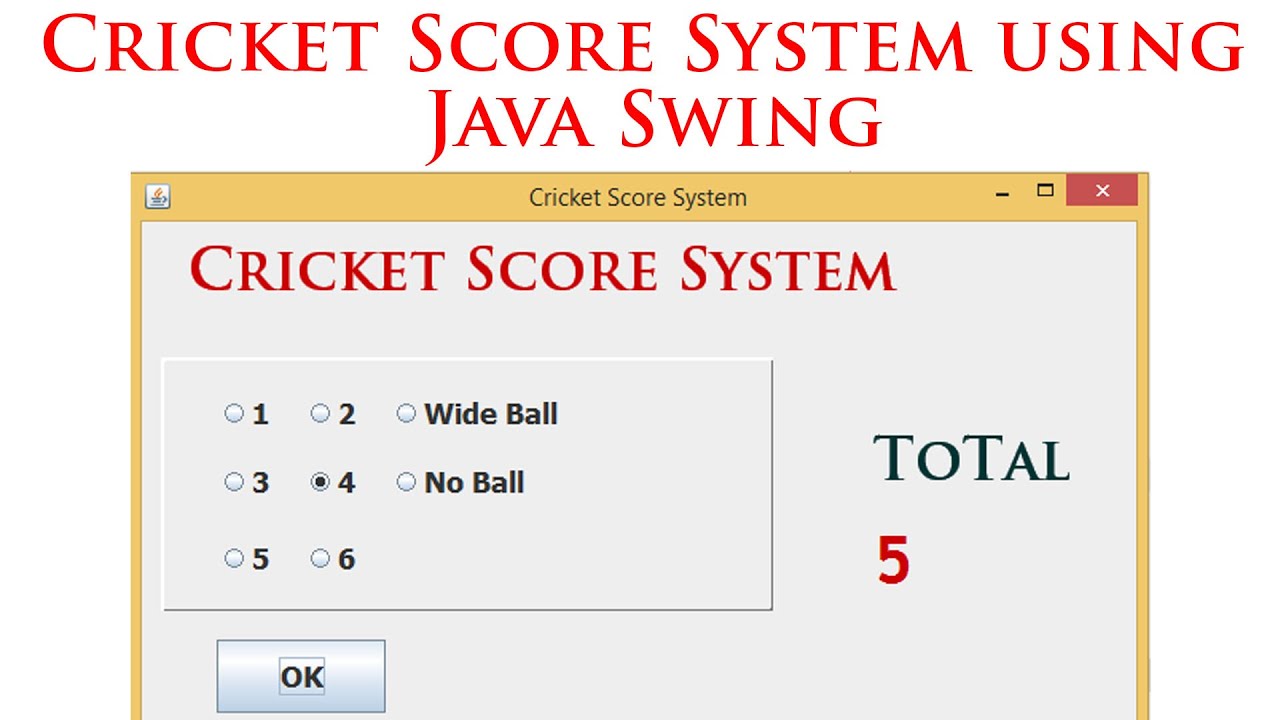 Cricket Score System using
Java Swing
Cricket Score System
Cricket Score System
1 2 Wide Ball
3 4 No Ball
5 6
ToTal
5
OK